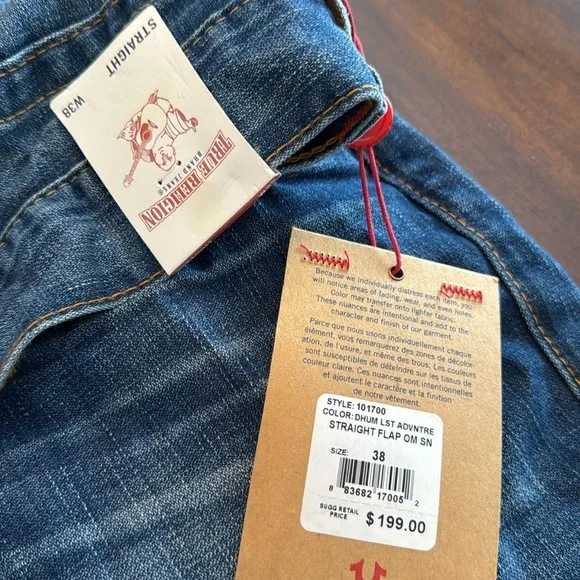 STRAIGHT
W38
TRUE RELIGION
BRAND JEANS®
Because we individually distress each item, you
will notice areas of fading, wear, and even holes.
Color may transfer onto lighter fabric.
These nuances are intentional and add to the
character and finish of our garment.
Parce que nous usons individuellement chaque
élément, vous remarquerez des zones de décolor-
ation, de l'usure, et même des trous. Les couleurs
sont susceptibles de déteindre sur les tissus de
couleur claire. Ces nuances sont intentionnelles
et ajoutent le caractère et la finition
de notre vêtement.
STYLE: 101700
COLOR: DHUM LST ADVNTRE
STRAIGHT FLAP OM SN
SIZE: 38
8 83682 17005 2
SUGG RETAIL
PRICE $199.00